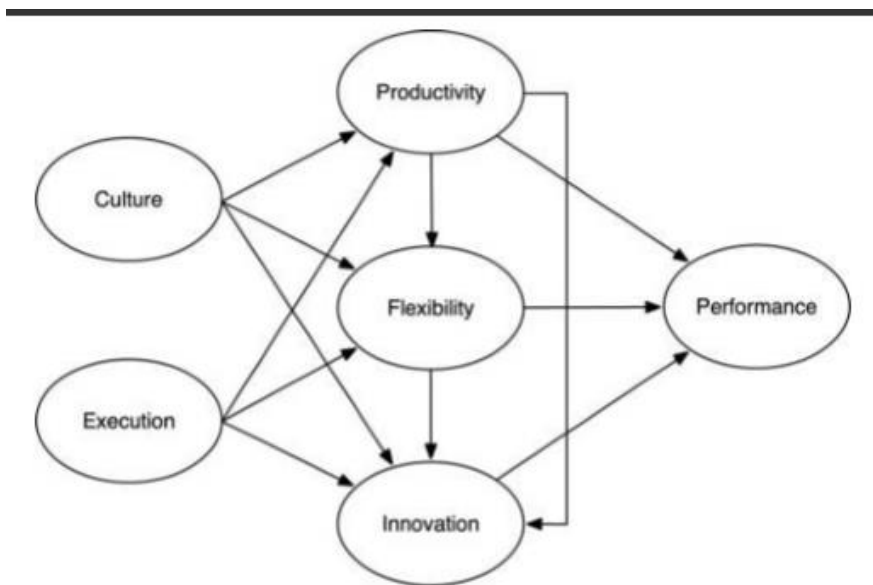 Productivity
Culture
Flexibility
Performance
Execution
Innovation